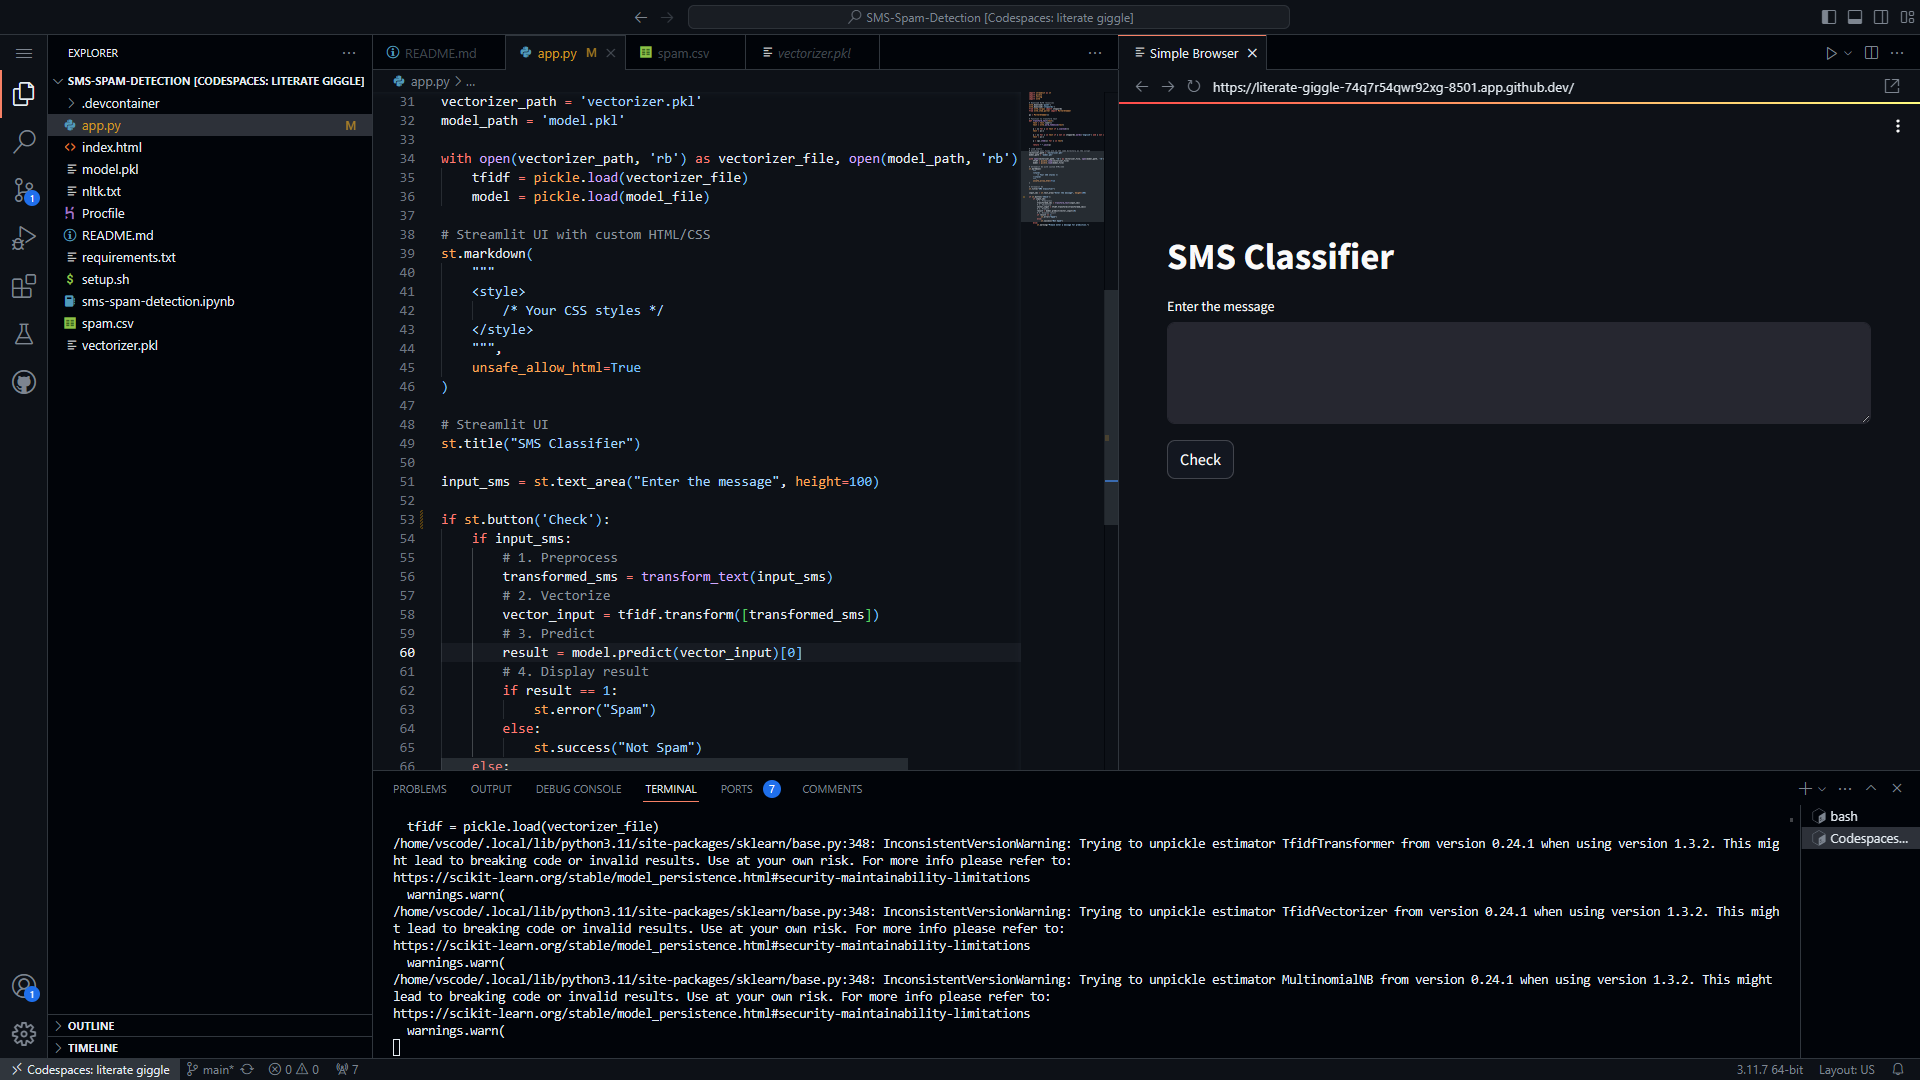 SMS-Spam-Detection [Codespaces: literate giggle]
EXPLORER
SMS-SPAM-DETECTION [CODESPACES: LITERATE GIGGLE]
.devcontainer
app.py M
index.html
model.pkl
nltk.txt
Procfile
README.md
requirements.txt
setup.sh
sms-spam-detection.ipynb
spam.csv
vectorizer.pkl
OUTLINE
TIMELINE
README.md
app.py M
spam.csv
vectorizer.pkl
app.py > ...
31 vectorizer_path = 'vectorizer.pkl'
32 model_path = 'model.pkl'
33
34 with open(vectorizer_path, 'rb') as vectorizer_file, open(model_path, 'rb')
35 tfidf = pickle.load(vectorizer_file)
36 model = pickle.load(model_file)
37
38 # Streamlit UI with custom HTML/CSS
39 st.markdown(
40 """
41 <style>
42 /* Your CSS styles */
43 </style>
44 """,
45 unsafe_allow_html=True
46 )
47
48 # Streamlit UI
49 st.title("SMS Classifier")
50
51 input_sms = st.text_area("Enter the message", height=100)
52
53 if st.button('Check'):
54 if input_sms:
55 # 1. Preprocess
56 transformed_sms = transform_text(input_sms)
57 # 2. Vectorize
58 vector_input = tfidf.transform([transformed_sms])
59 # 3. Predict
60 result = model.predict(vector_input)[0]
61 # 4. Display result
62 if result == 1:
63 st.error("Spam")
64 else:
65 st.success("Not Spam")
66 else:
Simple Browser
https://literate-giggle-74q7r54qwr92xg-8501.app.github.dev/
SMS Classifier
Enter the message
Check
PROBLEMS OUTPUT DEBUG CONSOLE TERMINAL PORTS 7 COMMENTS
tfidf = pickle.load(vectorizer_file)
/home/vscode/.local/lib/python3.11/site-packages/sklearn/base.py:348: InconsistentVersionWarning: Trying to unpickle estimator TfidfTransformer from version 0.24.1 when using version 1.3.2. This mig
ht lead to breaking code or invalid results. Use at your own risk. For more info please refer to:
https://scikit-learn.org/stable/model_persistence.html#security-maintainability-limitations
warnings.warn(
/home/vscode/.local/lib/python3.11/site-packages/sklearn/base.py:348: InconsistentVersionWarning: Trying to unpickle estimator TfidfVectorizer from version 0.24.1 when using version 1.3.2. This migh
t lead to breaking code or invalid results. Use at your own risk. For more info please refer to:
https://scikit-learn.org/stable/model_persistence.html#security-maintainability-limitations
warnings.warn(
/home/vscode/.local/lib/python3.11/site-packages/sklearn/base.py:348: InconsistentVersionWarning: Trying to unpickle estimator MultinomialNB from version 0.24.1 when using version 1.3.2. This might
lead to breaking code or invalid results. Use at your own risk. For more info please refer to:
https://scikit-learn.org/stable/model_persistence.html#security-maintainability-limitations
warnings.warn(
bash
Codespaces...
1
1
Codespaces: literate giggle main* 0 0 7
3.11.7 64-bit Layout: US